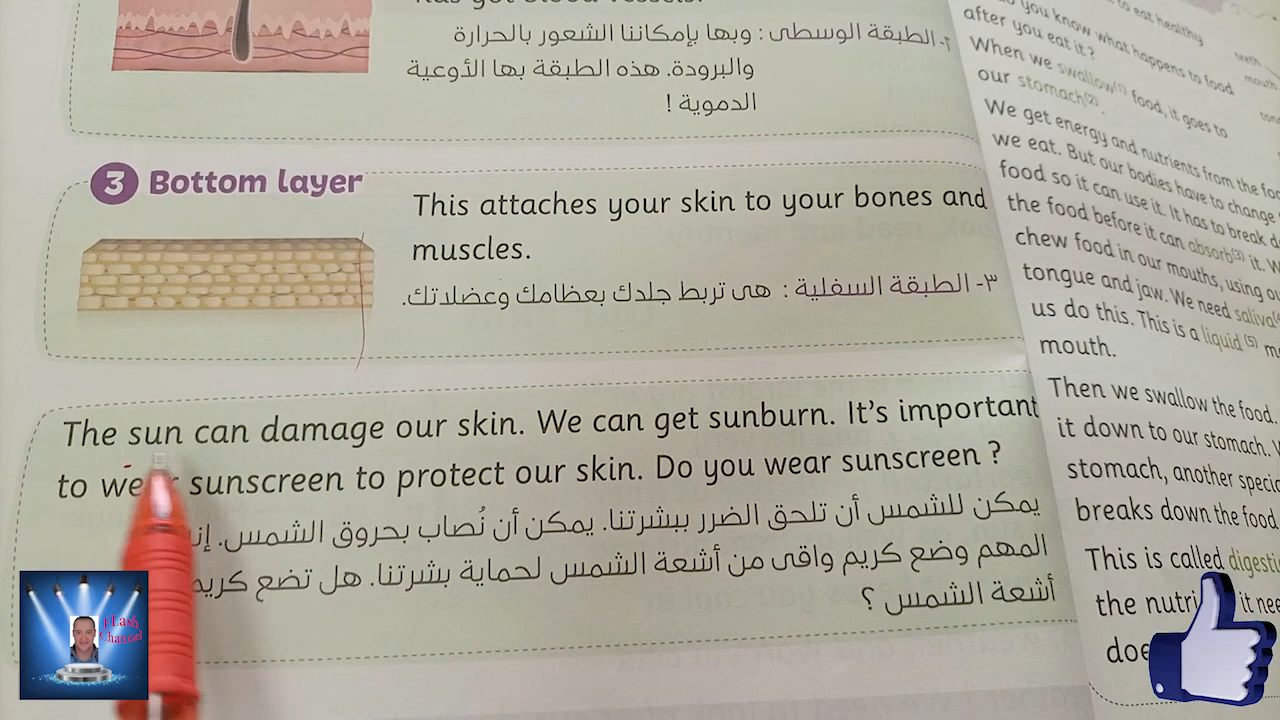 has got blood vessels.
٢- الطبقة الوسطى : وبها بإمكاننا الشعور بالحرارة
والبرودة. هذه الطبقة بها الأوعية
الدموية !
3 Bottom layer
This attaches your skin to your bones and
muscles.
٣- الطبقة السفلية : هى تربط جلدك بعظامك وعضلاتك.
The sun can damage our skin. We can get sunburn. It's important
to wear sunscreen to protect our skin. Do you wear sunscreen ?
يمكن للشمس أن تلحق الضرر ببشرتنا. يمكن أن نُصاب بحروق الشمس.
المهم وضع كريم واقى من أشعة الشمس لحماية بشرتنا. هل تضع كريم
أشعة الشمس ؟
to eat healthy
you know what happens to food
after you eat it?
When we swallow(1) food, it goes to
our stomach(2)
We get energy and nutrients from the
we eat. But our bodies have to change
food so it can use it. It has to break
the food before it can absorb(3) it.
chew food in our mouths, using
tongue and jaw. We need saliva
us do this. This is a liquid (5)
mouth.
Then we swallow the food.
it down to our stomach.
stomach, another
breaks down the food
This is called
the it
teeth
mouth
FLash
Channel